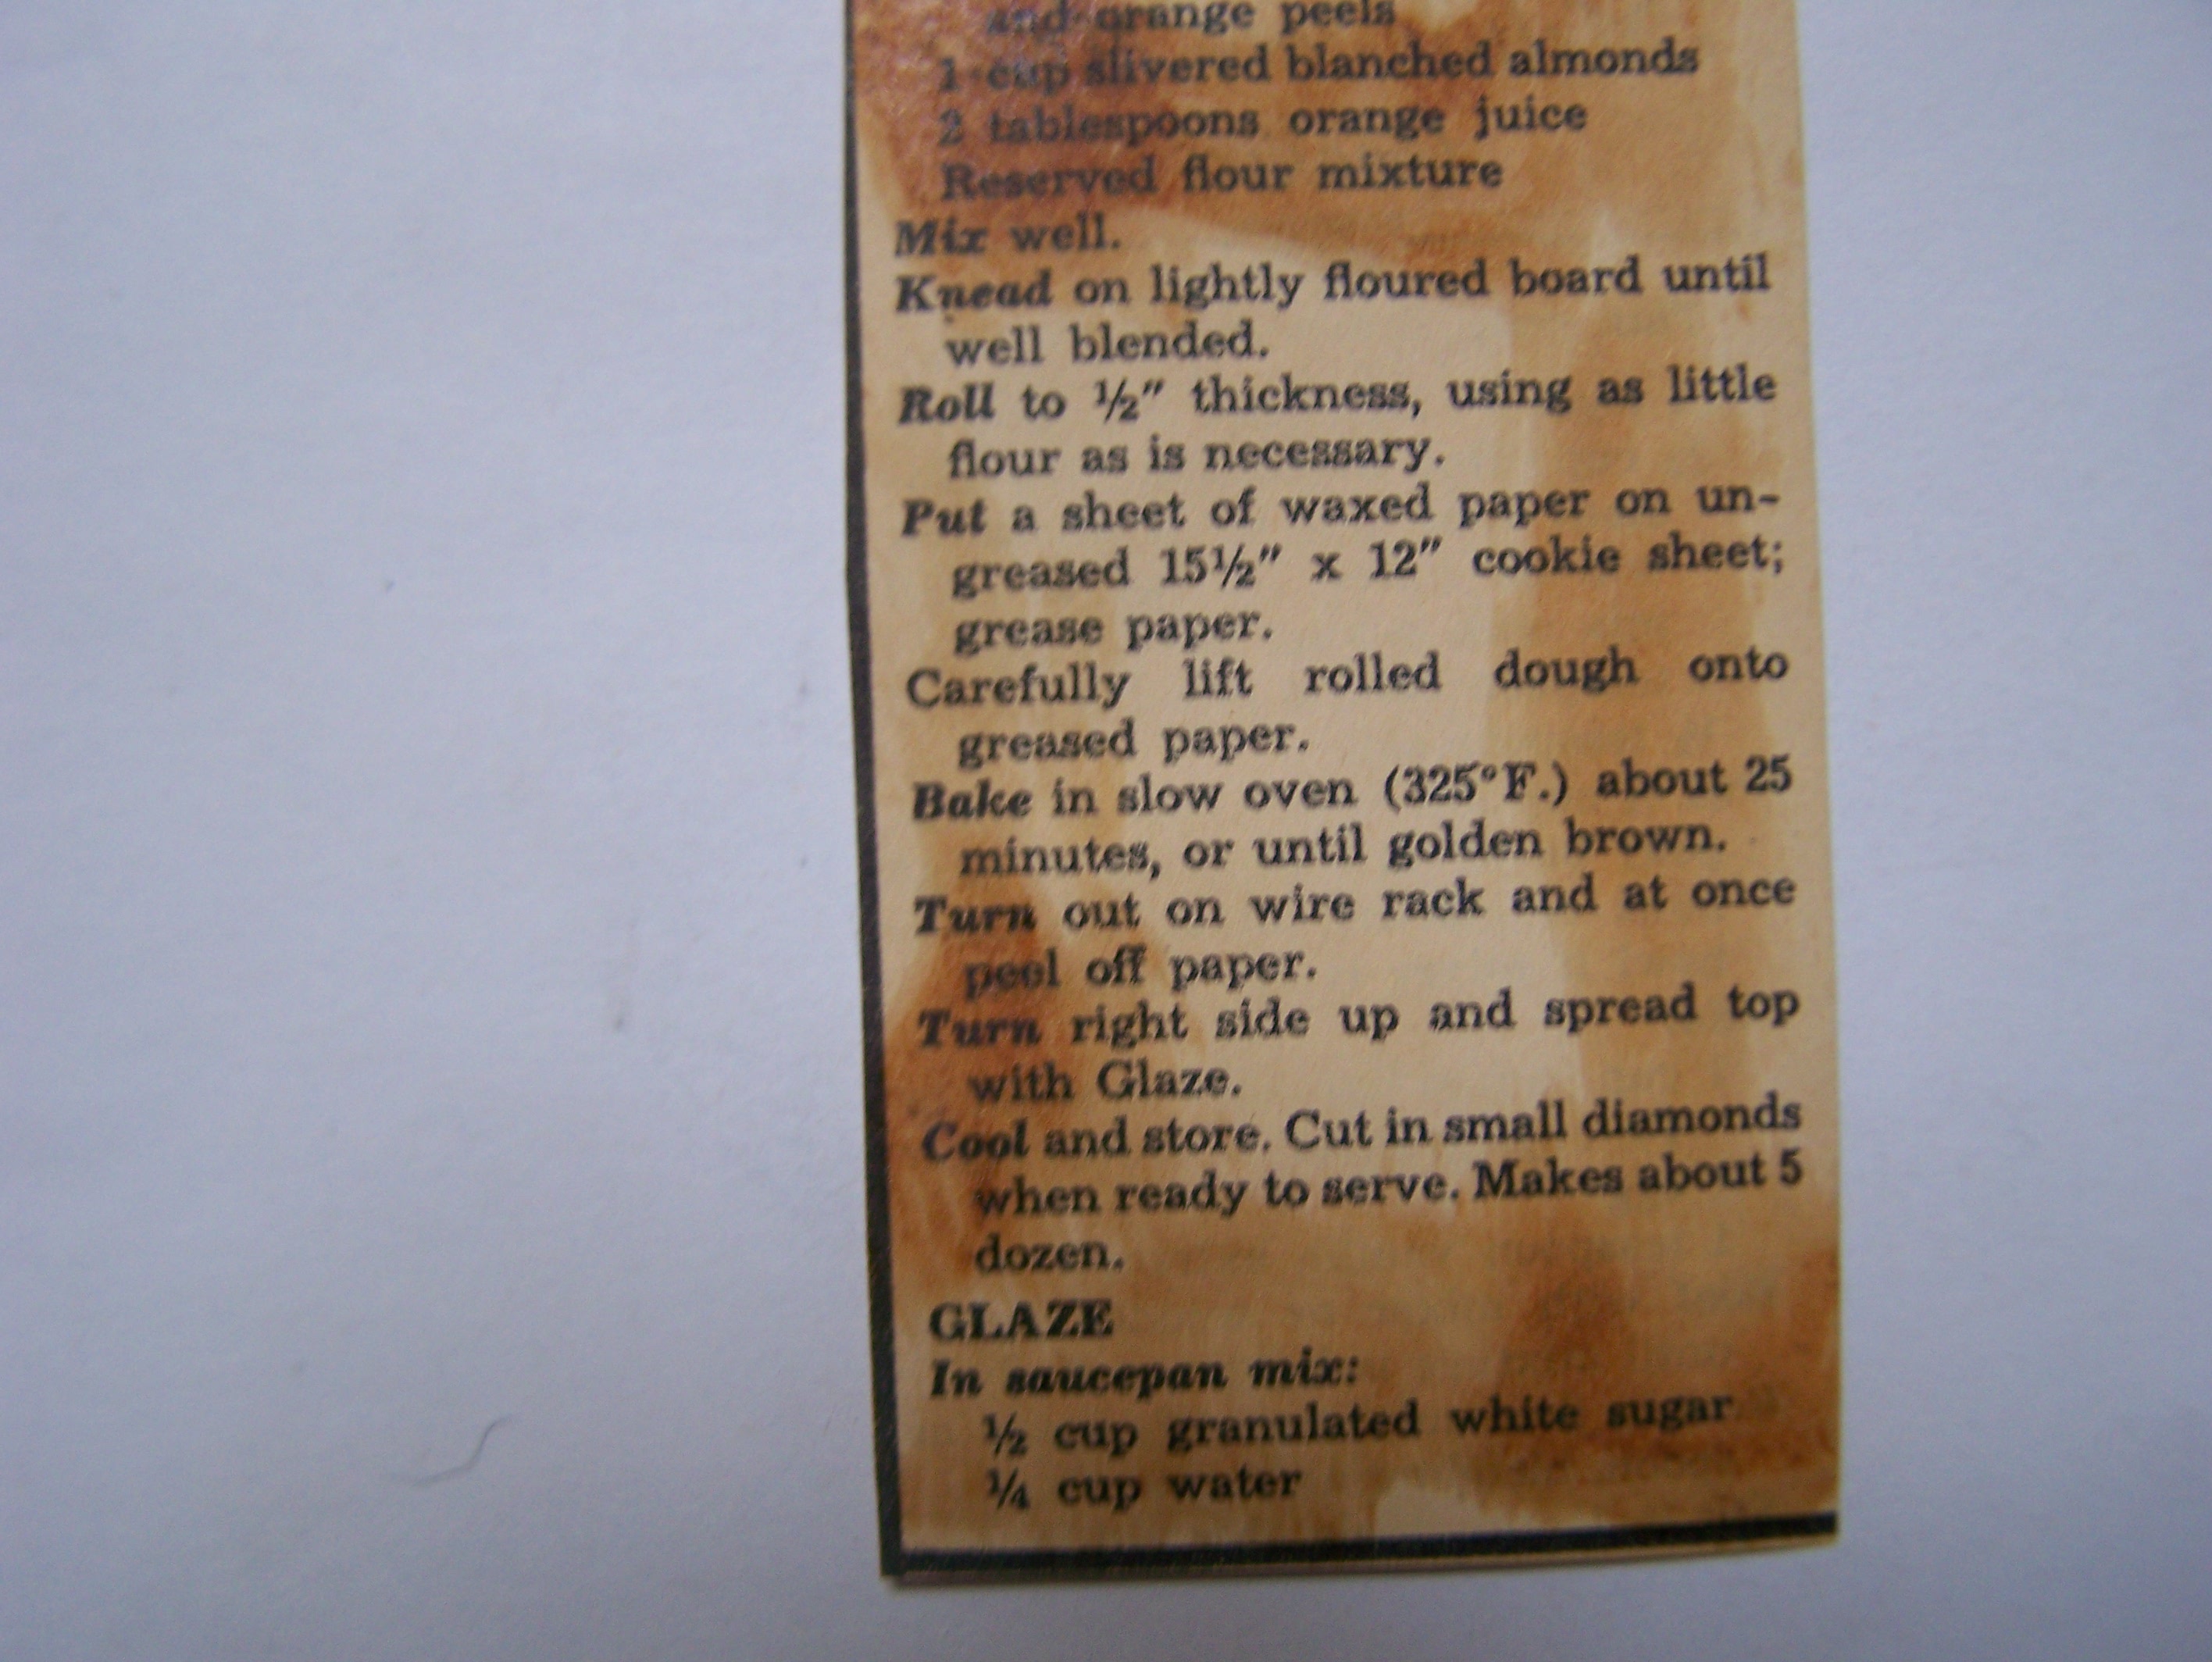 and orange peels
1 cup slivered blanched almonds
2 tablespoons orange juice
Reserved flour mixture
Mix well.
Knead on lightly floured board until
well blended.
Roll to ½" thickness, using as little
flour as is necessary.
Put a sheet of waxed paper on un-
greased 15½" x 12" cookie sheet;
grease paper.
Carefully lift rolled dough onto
greased paper.
Bake in slow oven (325°F.) about 25
minutes, or until golden brown.
Turn out on wire rack and at once
peel off paper.
Turn right side up and spread top
with Glaze.
Cool and store. Cut in small diamonds
when ready to serve. Makes about 5
dozen.
GLAZE
In saucepan mix:
½ cup granulated white sugar
¼ cup water